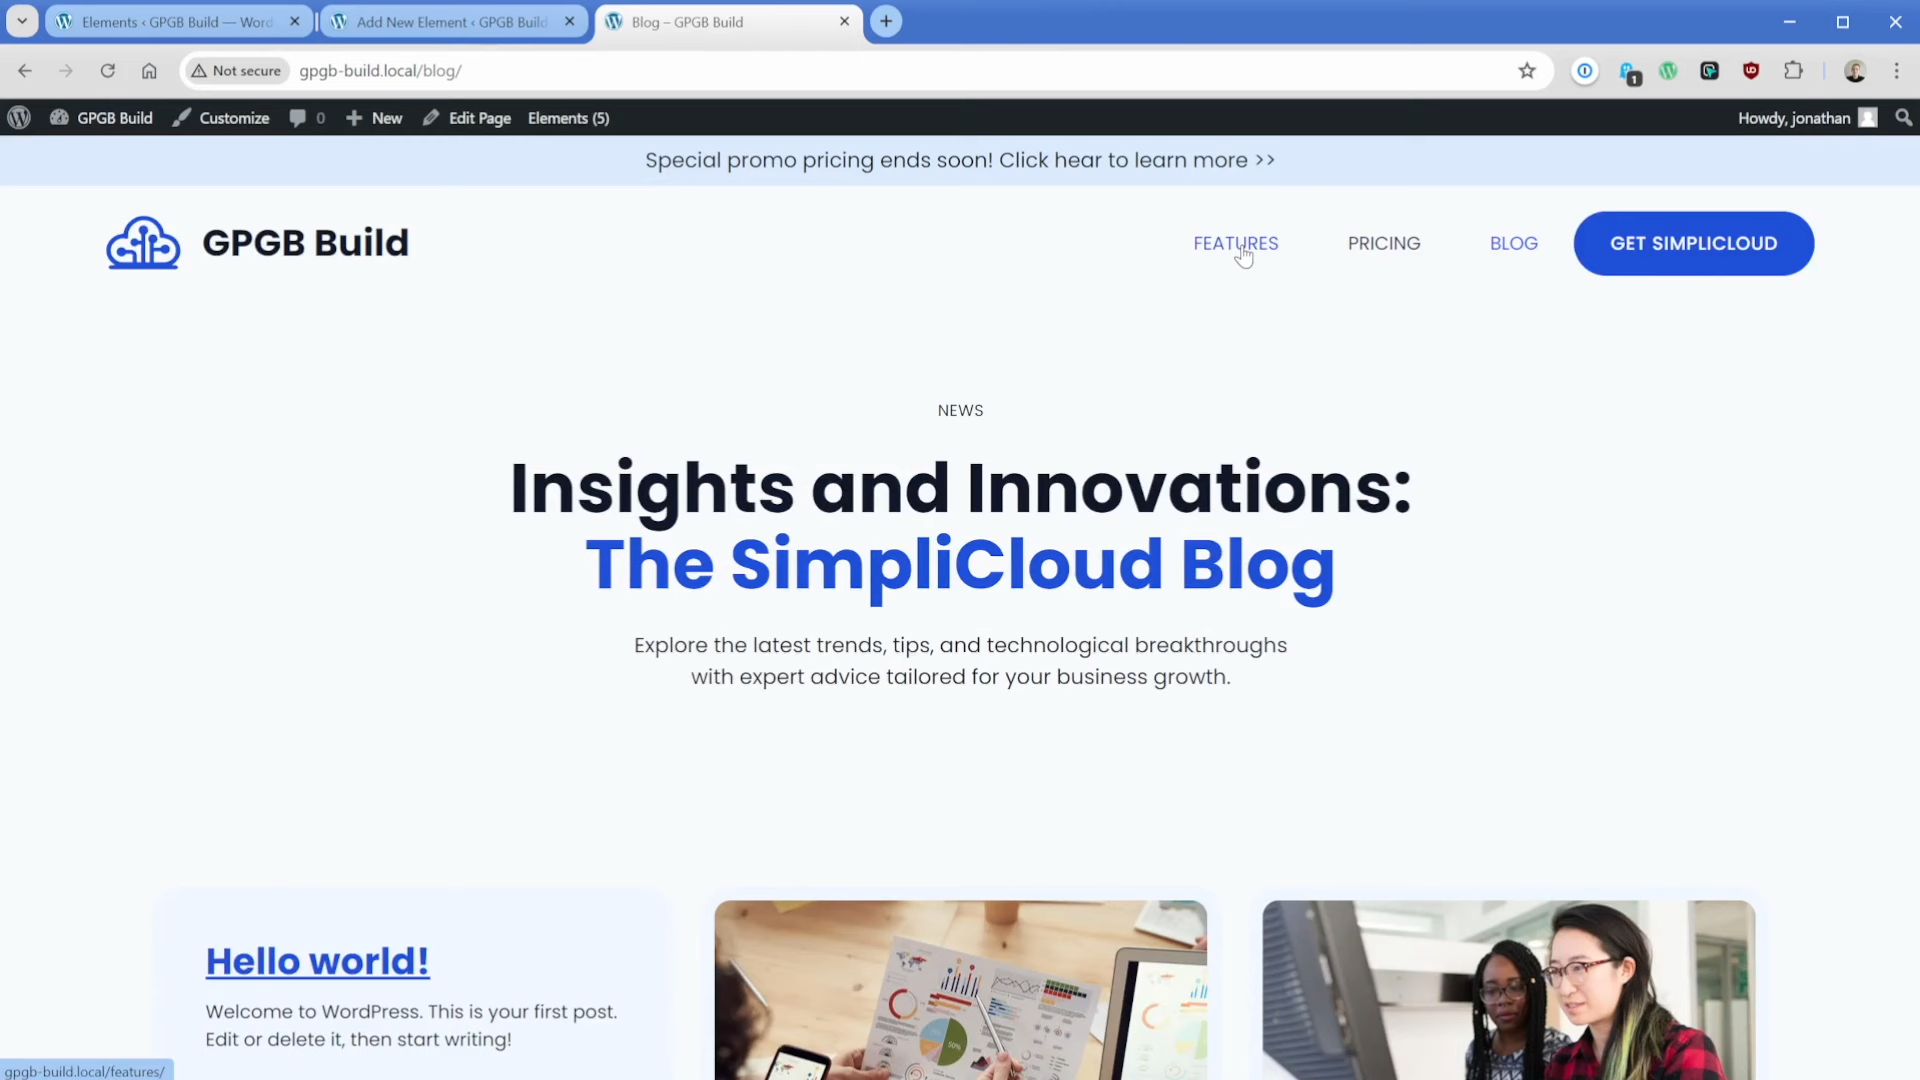 Elements ‹ GPGB Build — Word
Add New Element ‹ GPGB Build
Blog – GPGB Build
Not secure
gpgb-build.local/blog/
1
GPGB Build
Customize
0
New
Edit Page
Elements (5)
Howdy, jonathan
Special promo pricing ends soon! Click hear to learn more >>
GPGB Build
FEATURES
PRICING
BLOG
GET SIMPLICLOUD
NEWS
Insights and Innovations:
The SimpliCloud Blog
Explore the latest trends, tips, and technological breakthroughs
with expert advice tailored for your business growth.
Hello world!
Welcome to WordPress. This is your first post.
Edit or delete it, then start writing!
50%
gpgb-build.local/features/